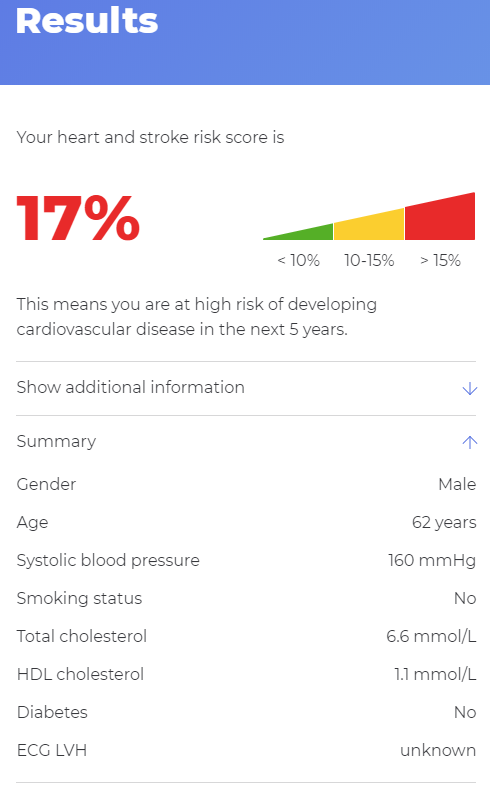 Results
Your heart and stroke risk score is
17%
< 10% 10-15% > 15%
This means you are at high risk of developing
cardiovascular disease in the next 5 years.
Show additional information
Summary
Gender Male
Age 62 years
Systolic blood pressure 160 mmHg
Smoking status No
Total cholesterol 6.6 mmol/L
HDL cholesterol 1.1 mmol/L
Diabetes No
ECG LVH unknown